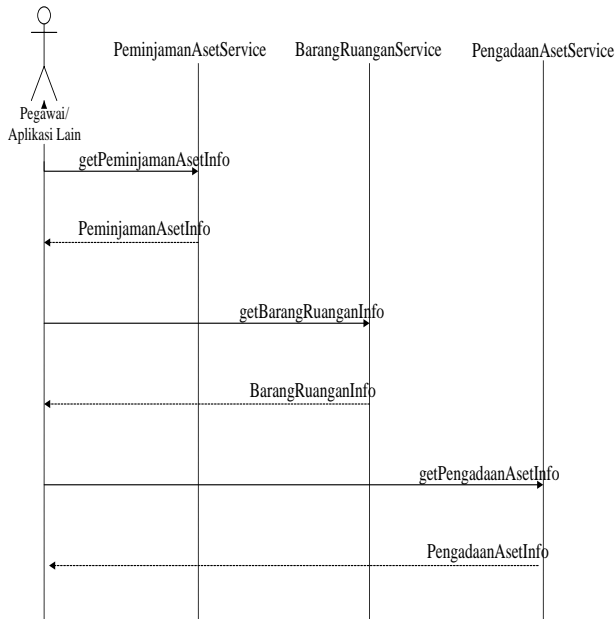 PeminjamanAsetService
BarangRuanganService
PengadaanAsetService
Pegawai/
Aplikasi Lain
getPeminjamanAsetInfo
PeminjamanAsetInfo
getBarangRuanganInfo
BarangRuanganInfo
getPengadaanAsetInfo
PengadaanAsetInfo